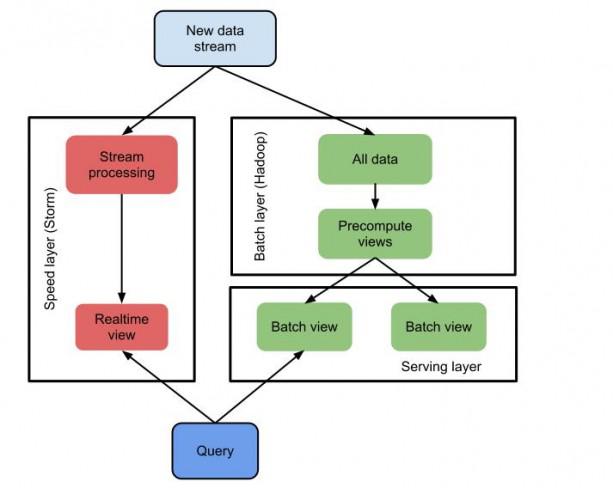 New data
stream
Speed layer (Storm)
Stream
processing
Realtime
view
Batch layer (Hadoop)
All data
Precompute
views
Batch view
Batch view
Serving layer
Query